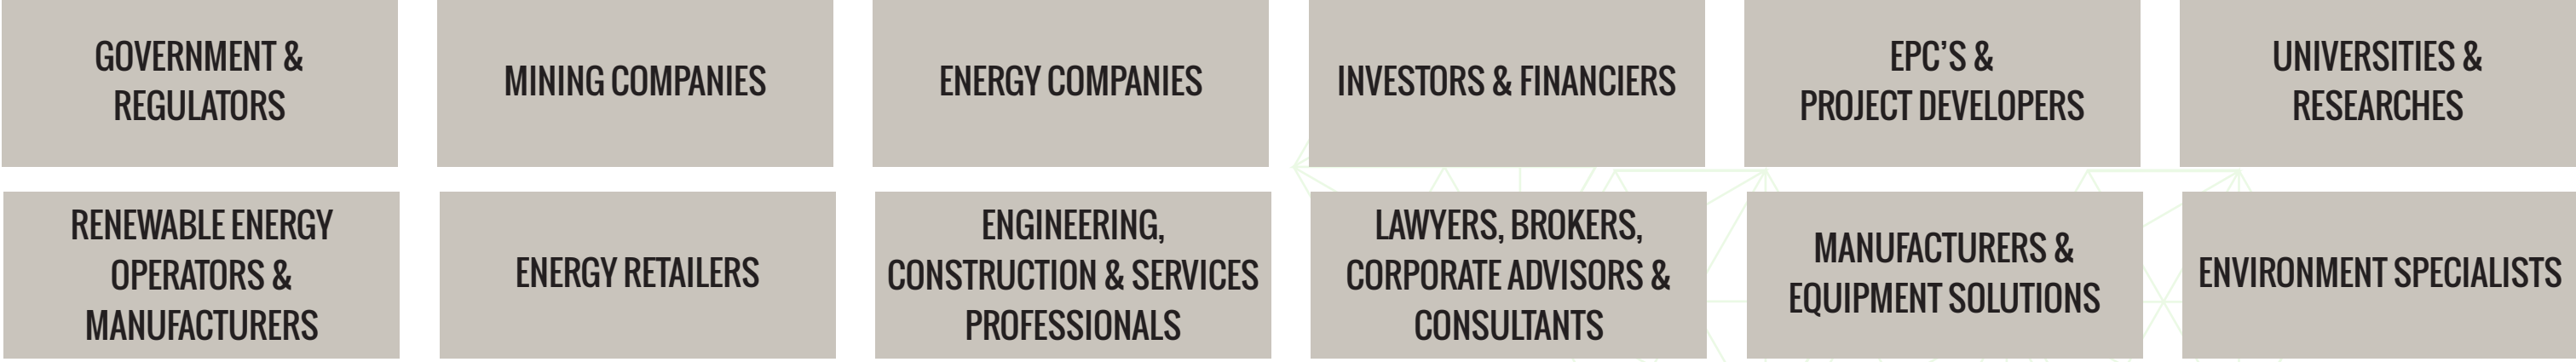 GOVERNMENT &
REGULATORS
MINING COMPANIES
ENERGY COMPANIES
INVESTORS & FINANCIERS
EPC’S &
PROJECT DEVELOPERS
UNIVERSITIES &
RESEARCHES
RENEWABLE ENERGY
OPERATORS &
MANUFACTURERS
ENERGY RETAILERS
ENGINEERING,
CONSTRUCTION & SERVICES
PROFESSIONALS
LAWYERS, BROKERS,
CORPORATE ADVISORS &
CONSULTANTS
MANUFACTURERS &
EQUIPMENT SOLUTIONS
ENVIRONMENT SPECIALISTS